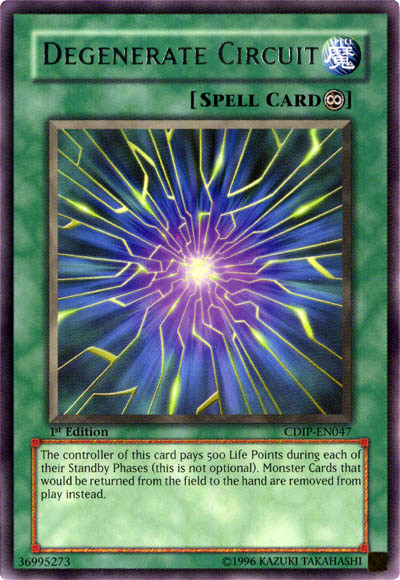 DEGENERATE CIRCUIT
SPELL
魔
[SPELL CARD♾]
1st Edition
CDIP-EN047
The controller of this card pays 500 Life Points during each of
their Standby Phases (this is not optional). Monster Cards that
would be returned from the field to the hand are removed from
play instead.
36995273
©1996 KAZUKI TAKAHASHI